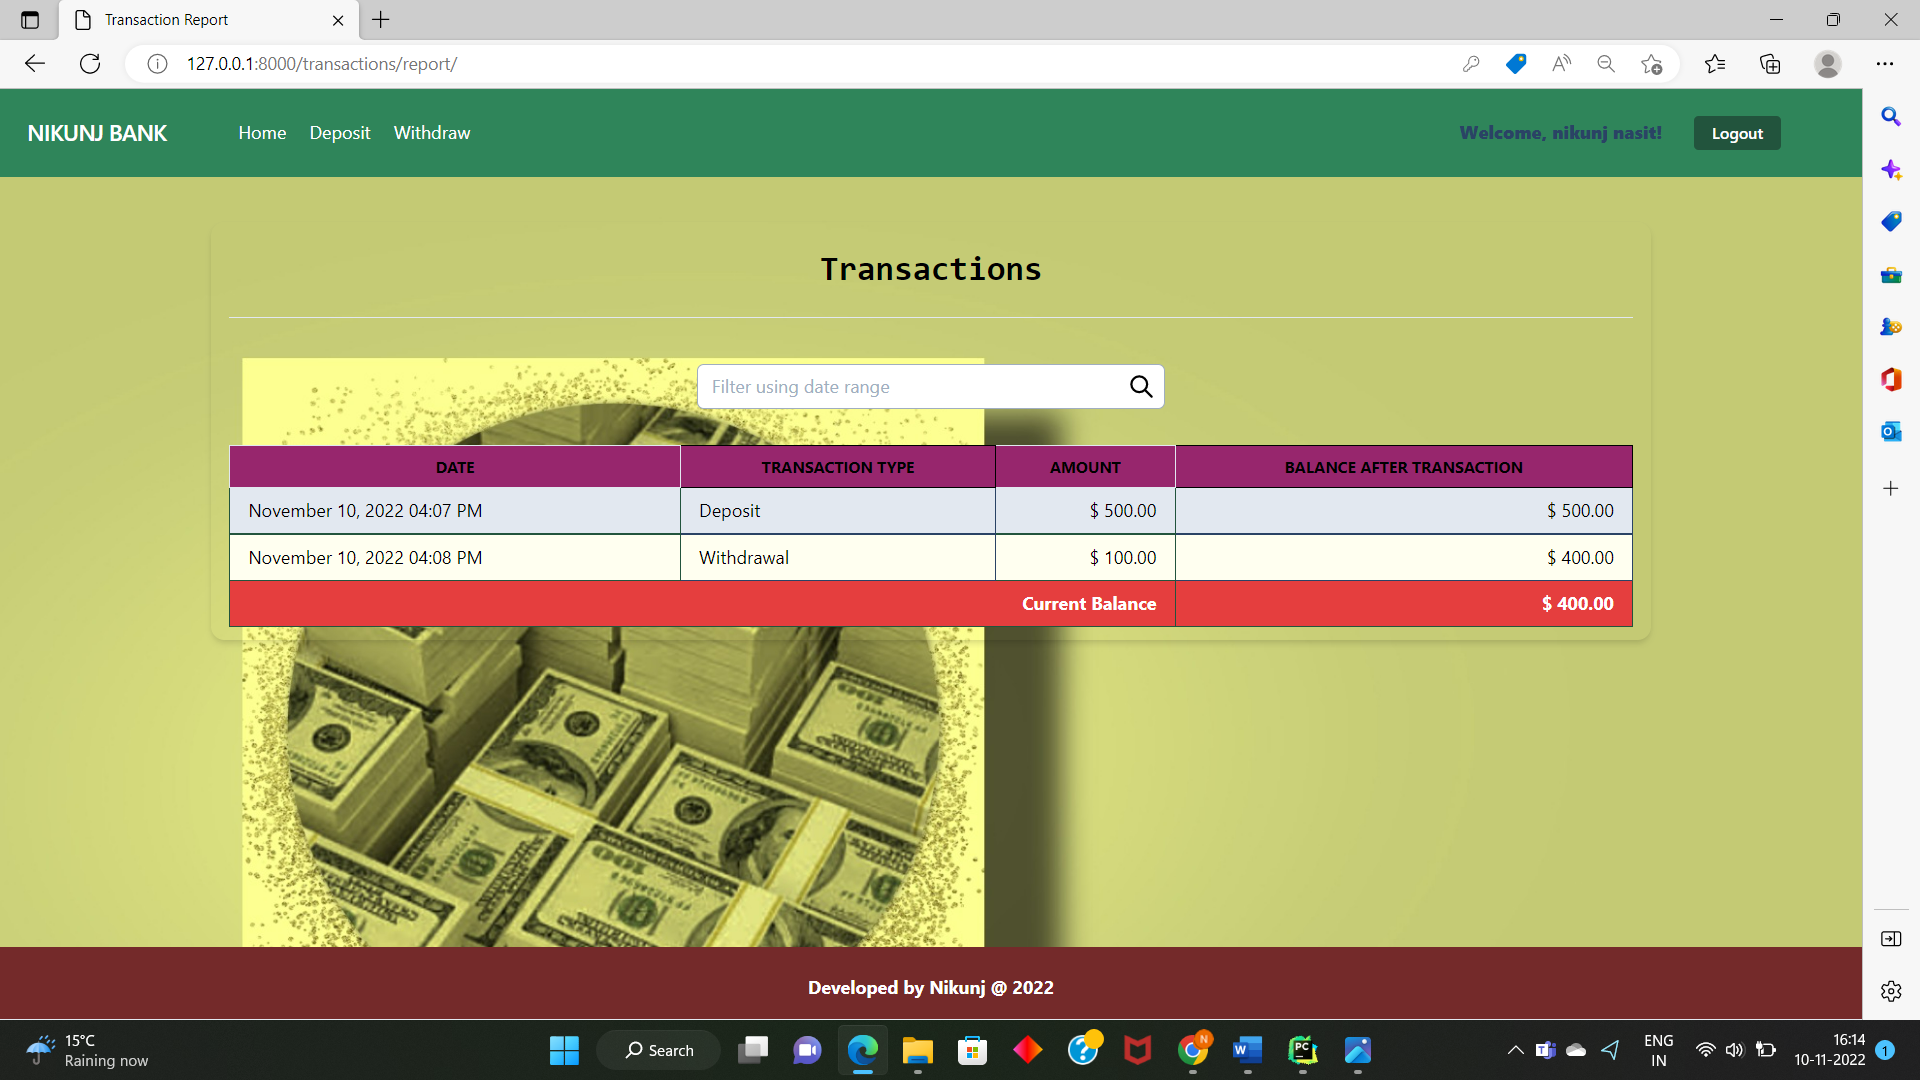 Transaction Report
127.0.0.1:8000/transactions/report/
NIKUNJ BANK
Home Deposit Withdraw
Welcome, nikunj nasit!
Logout
Transactions
Filter using date range
DATE TRANSACTION TYPE AMOUNT BALANCE AFTER TRANSACTION
November 10, 2022 04:07 PM Deposit $ 500.00 $ 500.00
November 10, 2022 04:08 PM Withdrawal $ 100.00 $ 400.00
Current Balance $ 400.00
Developed by Nikunj @ 2022
15°C
Raining now
Search
ENG
IN
16:14
10-11-2022
1